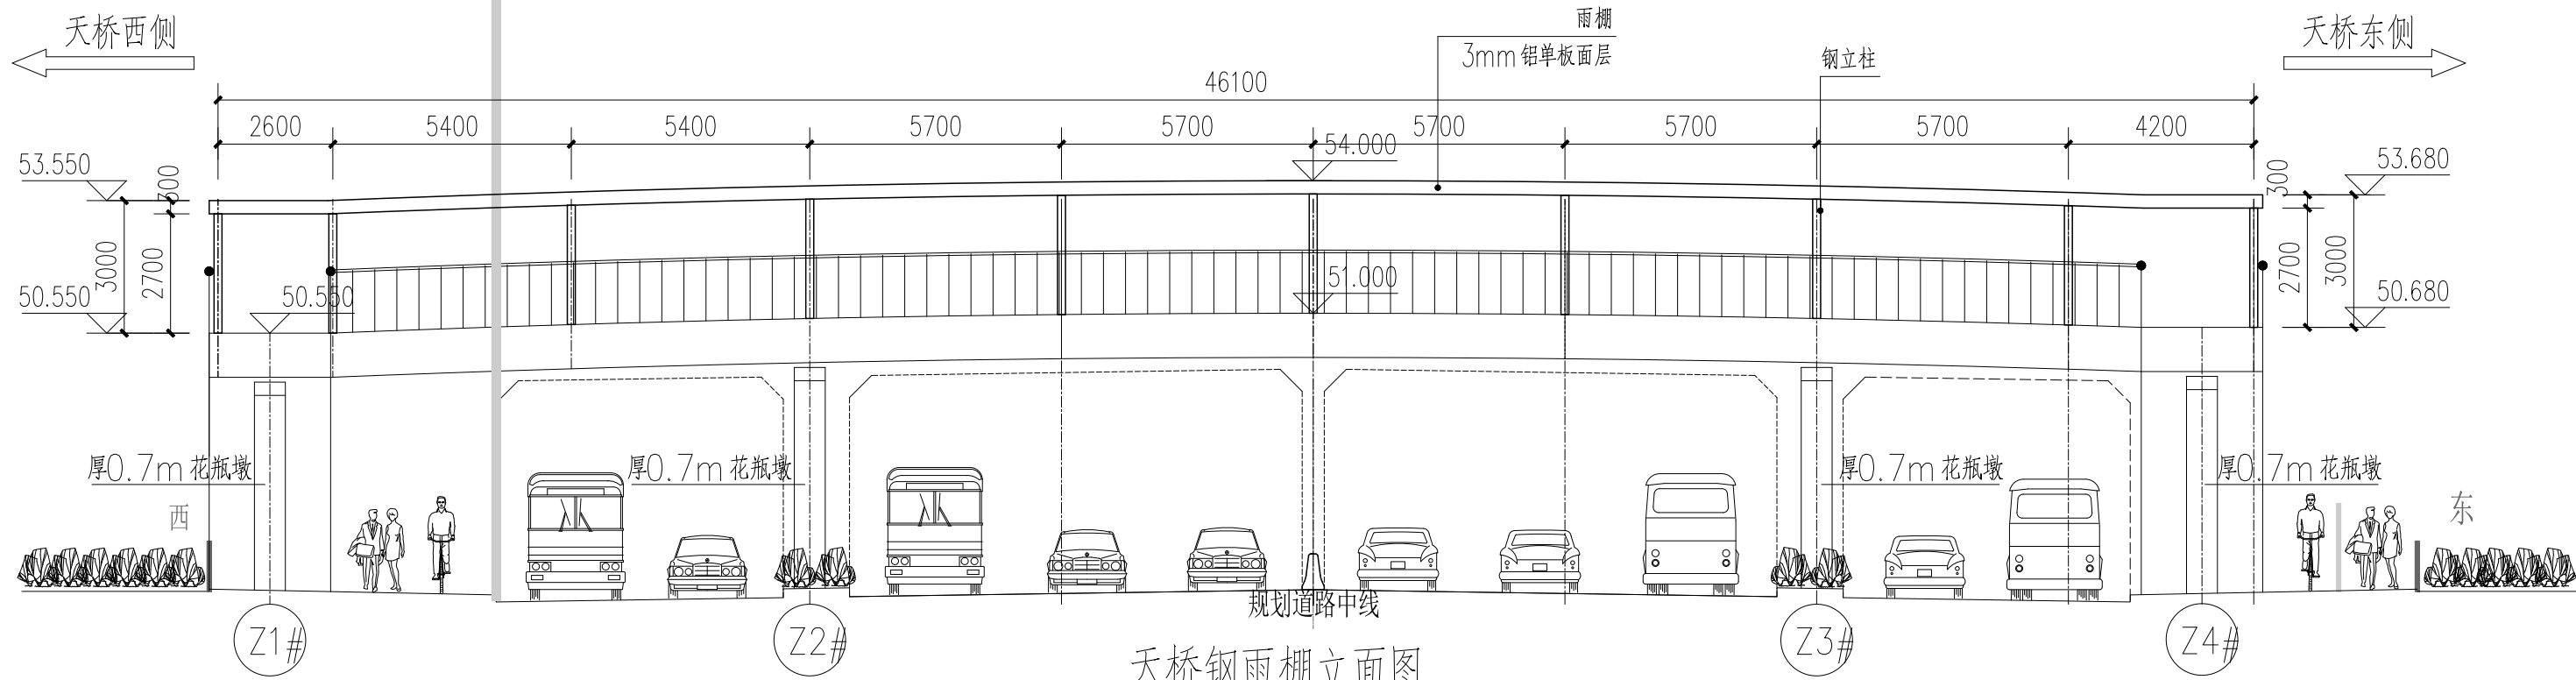 天桥西侧
雨棚
3mm 铝单板面层
钢立柱
天桥东侧
46100
2600
5400
5400
5700
5700
5700
5700
5700
4200
53.550
300
54.000
300
53.680
3000
2700
50.550
50.550
51.000
2700
3000
50.680
厚0.7m 花瓶墩
厚0.7m 花瓶墩
厚0.7m 花瓶墩
厚0.7m 花瓶墩
西
东
规划道路中线
Z1#
Z2#
Z3#
Z4#
天桥钢雨棚立面图